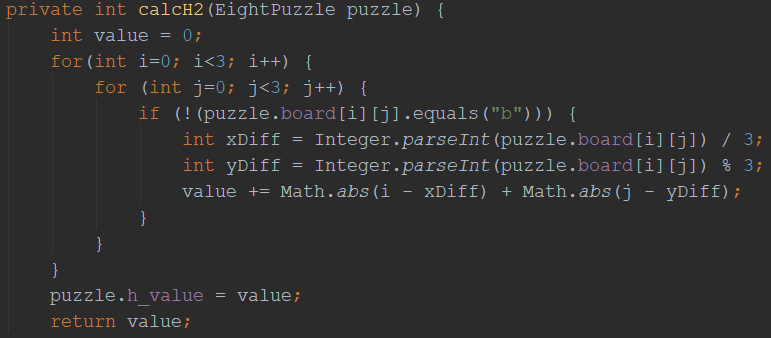 private int calcH2(EightPuzzle puzzle) {
    int value = 0;
    for(int i=0; i<3; i++) {
        for (int j=0; j<3; j++) {
            if (!(puzzle.board[i][j].equals("b"))) {
                int xDiff = Integer.parseInt(puzzle.board[i][j]) / 3;
                int yDiff = Integer.parseInt(puzzle.board[i][j]) % 3;
                value += Math.abs(i - xDiff) + Math.abs(j - yDiff);
            }
        }
    }
    puzzle.h_value = value;
    return value;